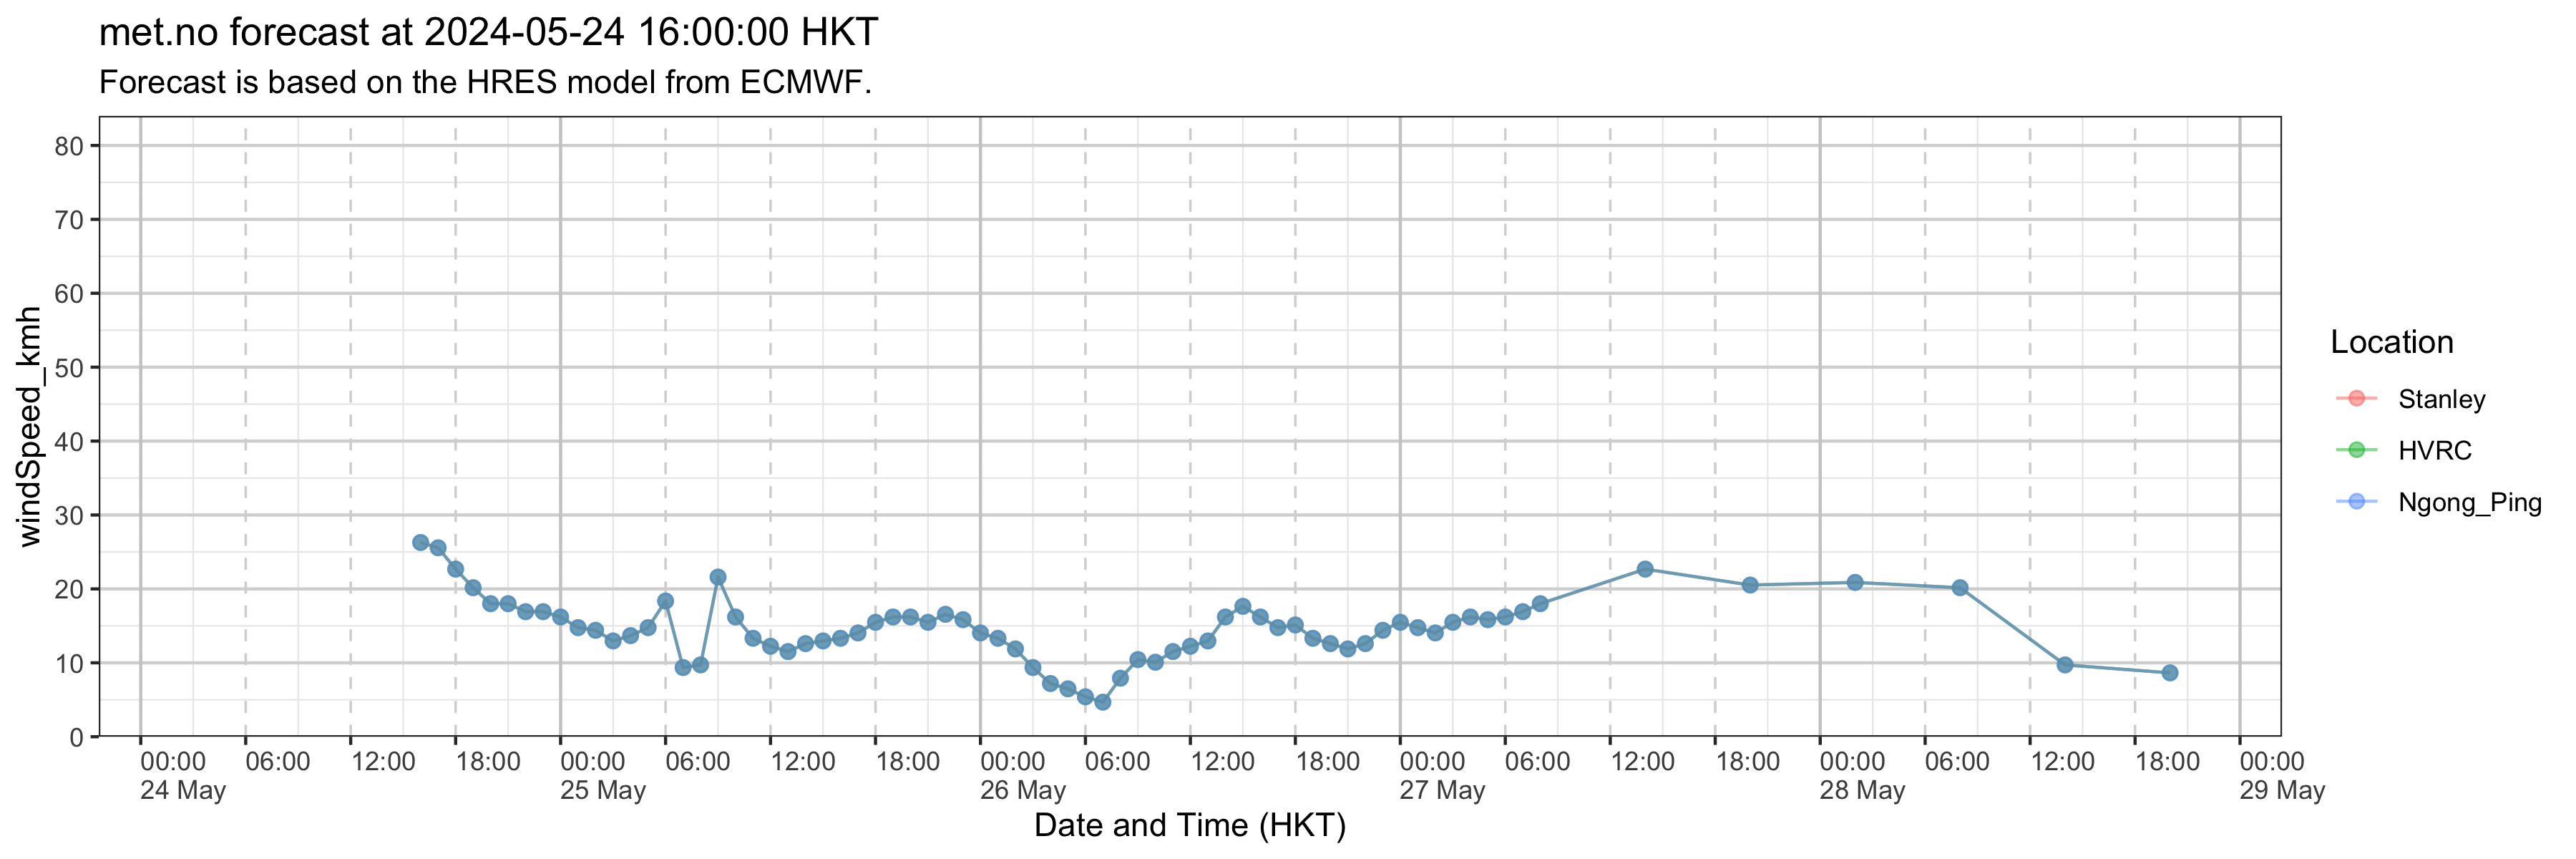 met.no forecast at 2024-05-24 16:00:00 HKT
Forecast is based on the HRES model from ECMWF.
windSpeed_kmh
80
70
60
50
40
30
20
10
0
00:00 06:00 12:00 18:00 00:00 06:00 12:00 18:00 00:00 06:00 12:00 18:00 00:00 06:00 12:00 18:00 00:00 06:00 12:00 18:00 00:00
24 May 25 May 26 May 27 May 28 May 29 May
Date and Time (HKT)
Location
Stanley
HVRC
Ngong_Ping